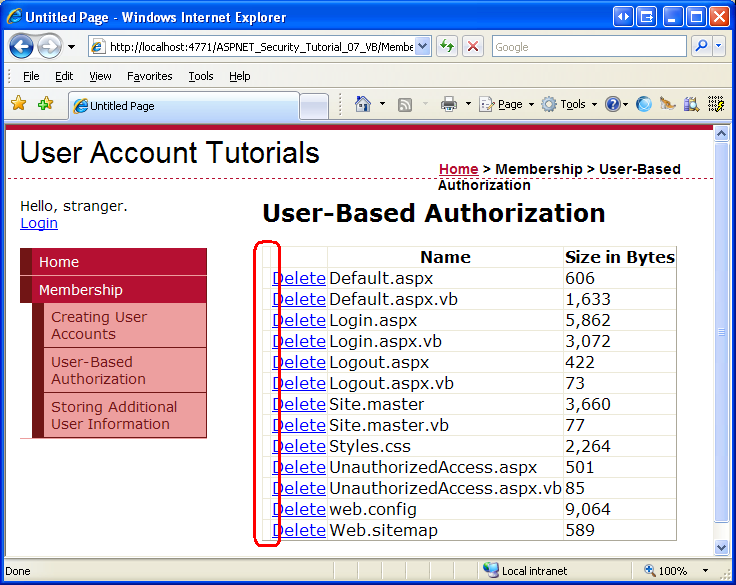 Untitled Page - Windows Internet Explorer
http://localhost:4771/ASPNET_Security_Tutorial_07_VB/Membe
Google
File Edit View Favorites Tools Help
Untitled Page
Page Tools
User Account Tutorials
Home > Membership > User-Based
Authorization
Hello, stranger.
Login
Home
Membership
Creating User
Accounts
User-Based
Authorization
Storing Additional
User Information
User-Based Authorization
Name Size in Bytes
Delete Default.aspx 606
Delete Default.aspx.vb 1,633
Delete Login.aspx 5,862
Delete Login.aspx.vb 3,072
Delete Logout.aspx 422
Delete Logout.aspx.vb 73
Delete Site.master 3,660
Delete Site.master.vb 77
Delete Styles.css 2,264
Delete UnauthorizedAccess.aspx 501
Delete UnauthorizedAccess.aspx.vb 85
Delete web.config 9,064
Delete Web.sitemap 589
Done Local intranet 100%